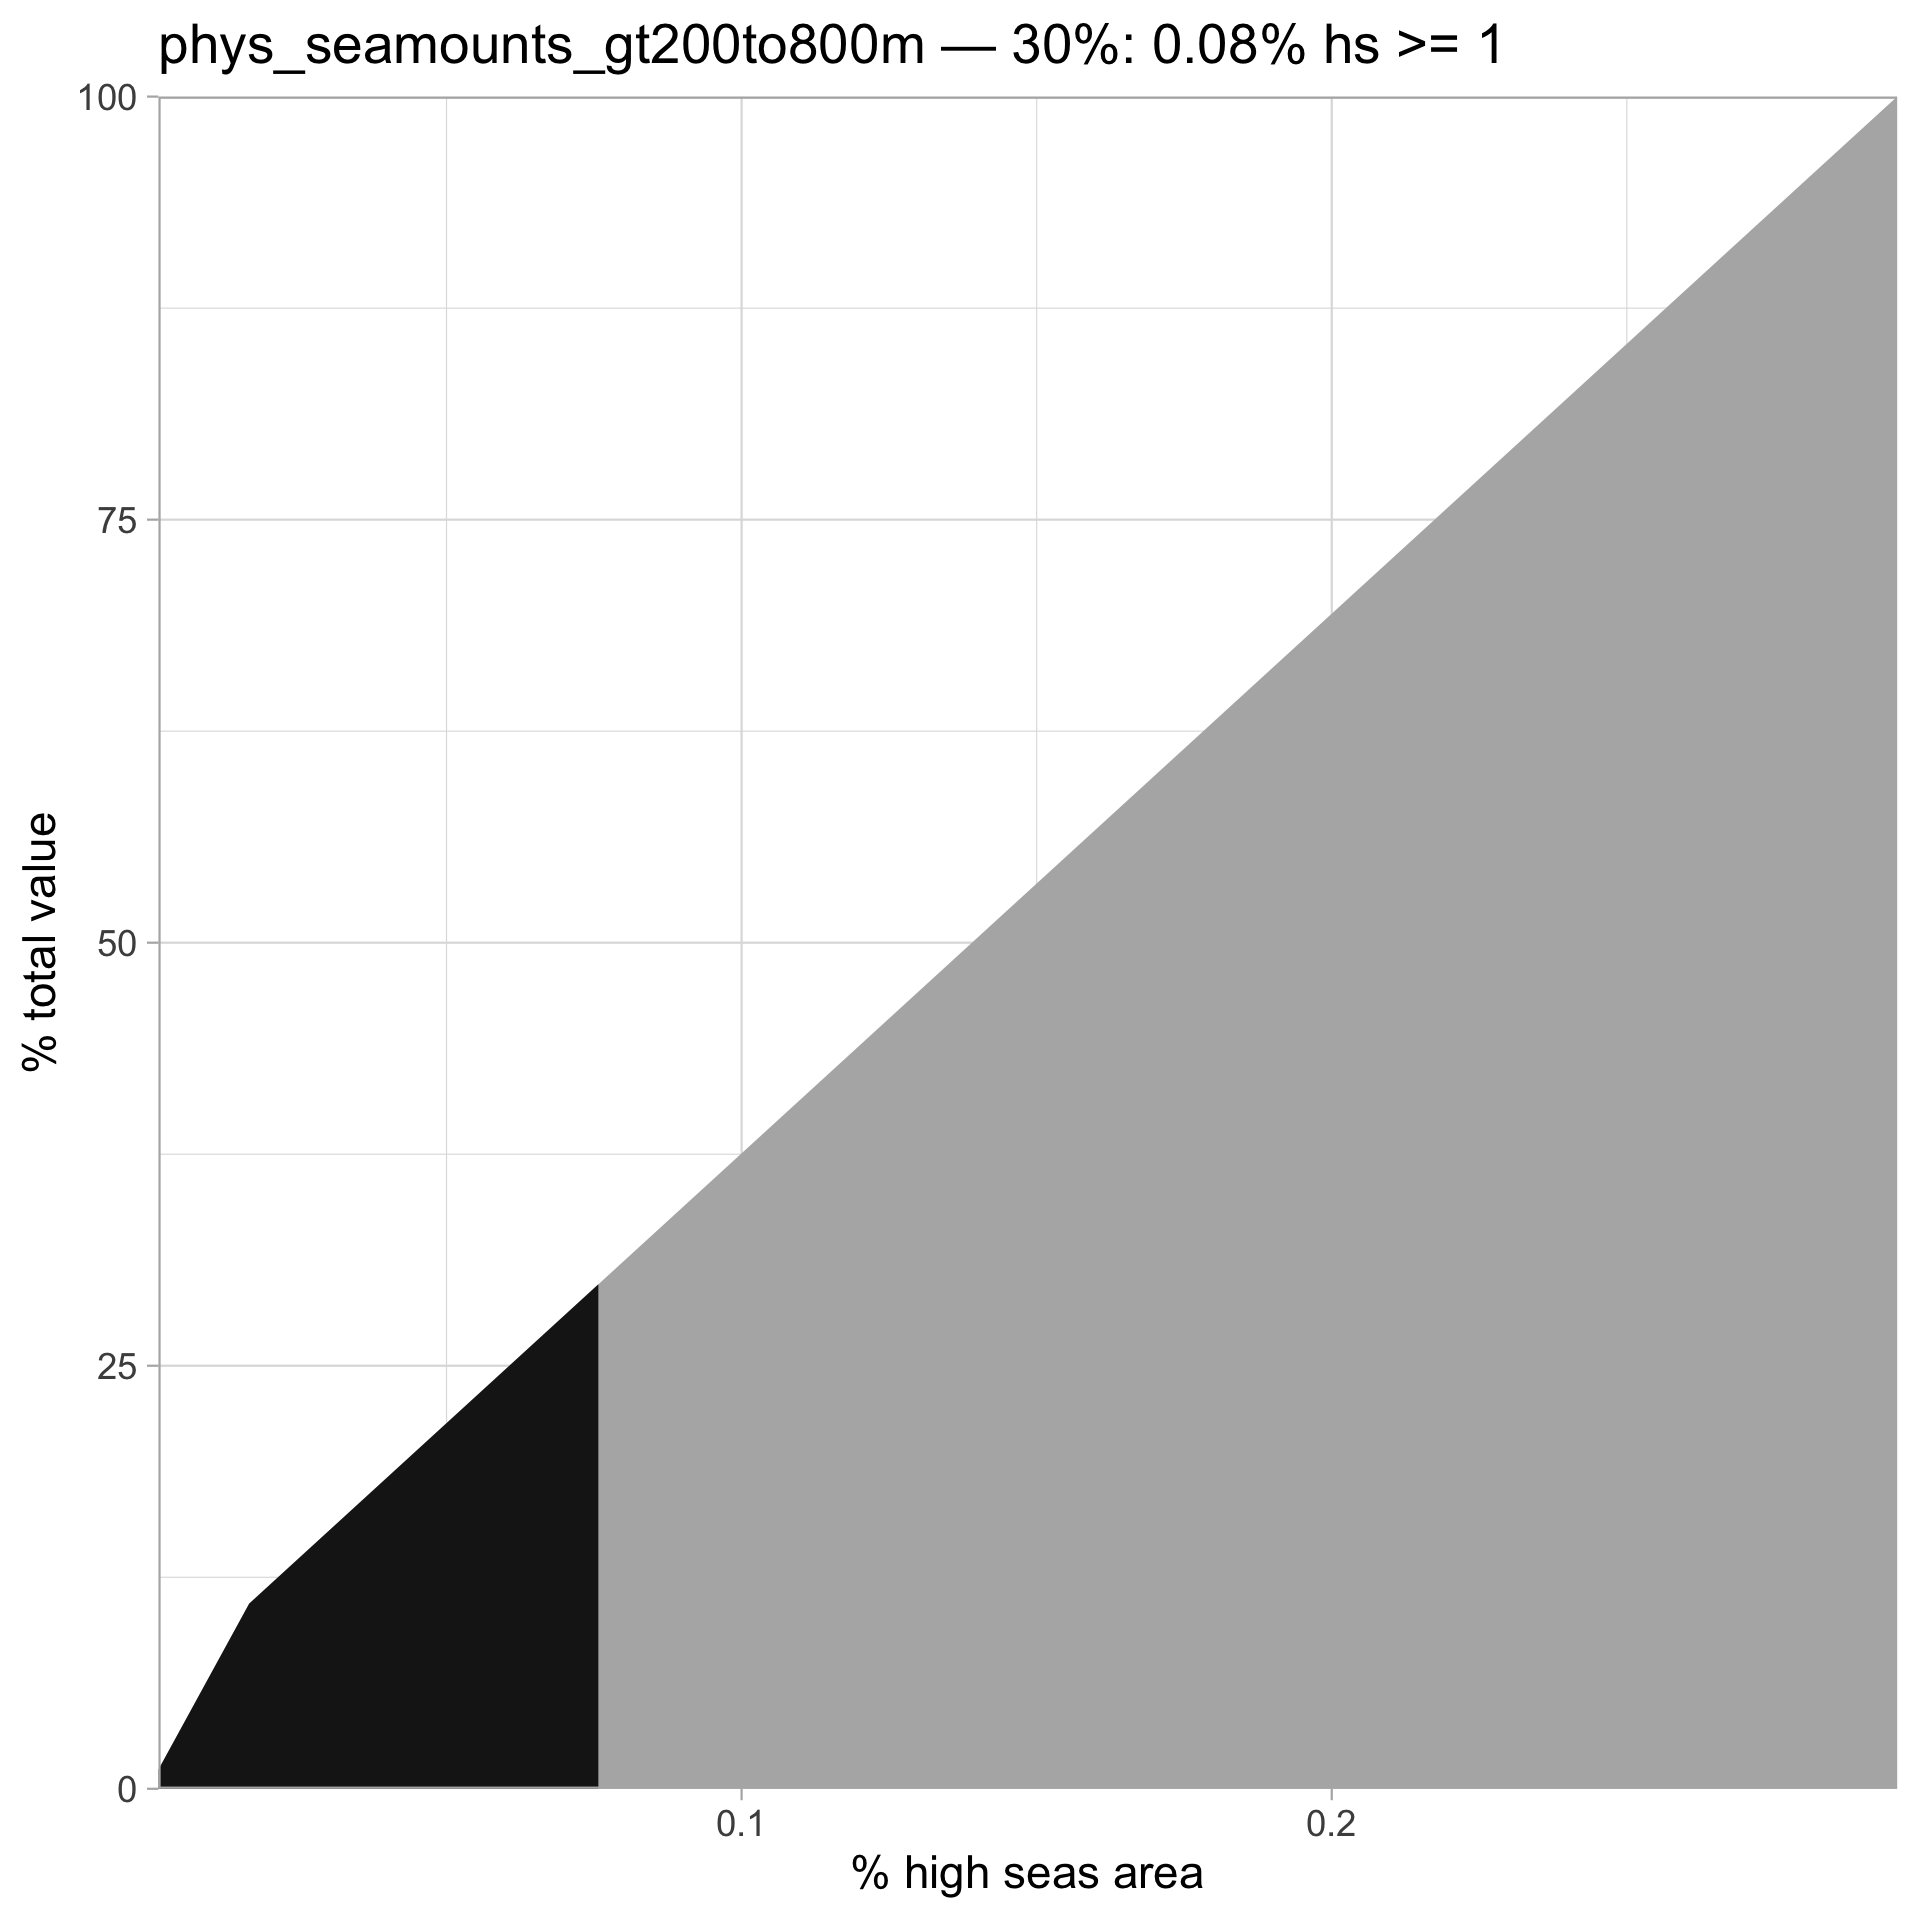 phys_seamounts_gt200to800m — 30%: 0.08% hs >= 1
100
75
50
25
0
% total value
0.1
0.2
% high seas area